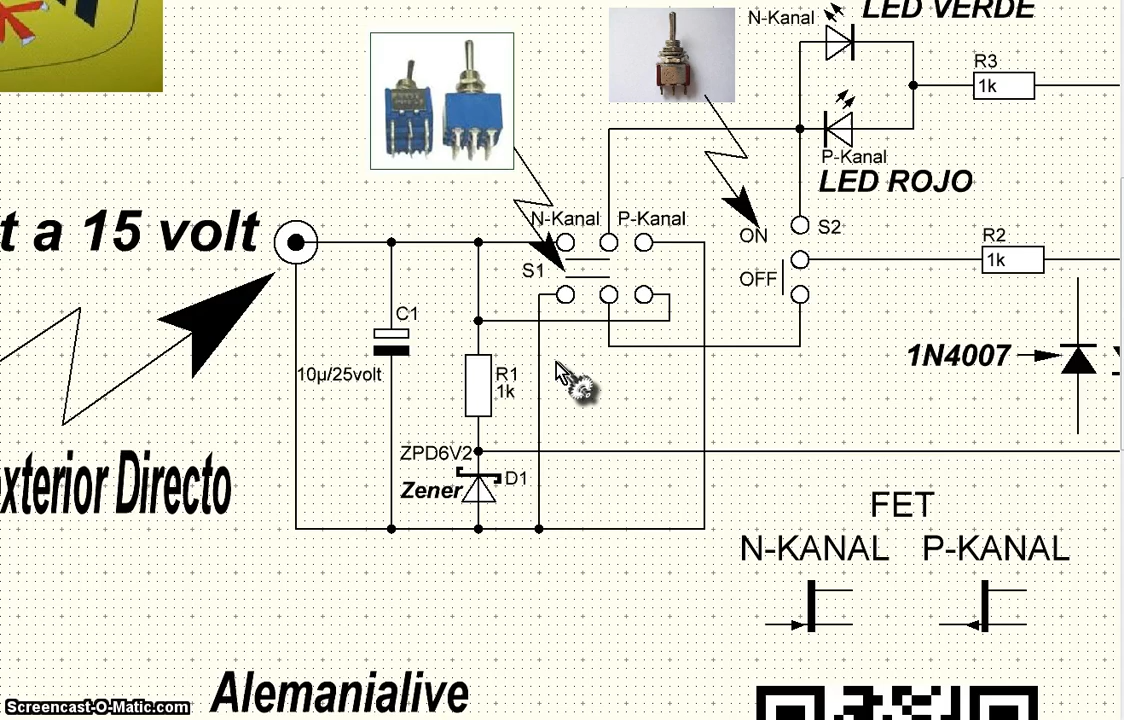 LED VERDE
N-Kanal
R3
1k
P-Kanal
LED ROJO
t a 15 volt
N-Kanal P-Kanal
S1
ON
S2
OFF
R2
1k
C1
10µ/25volt
R1
1k
1N4007
ZPD6V2
D1
Zener
xterior Directo
FET
N-KANAL P-KANAL
Alemanialive
Screencast-O-Matic.com